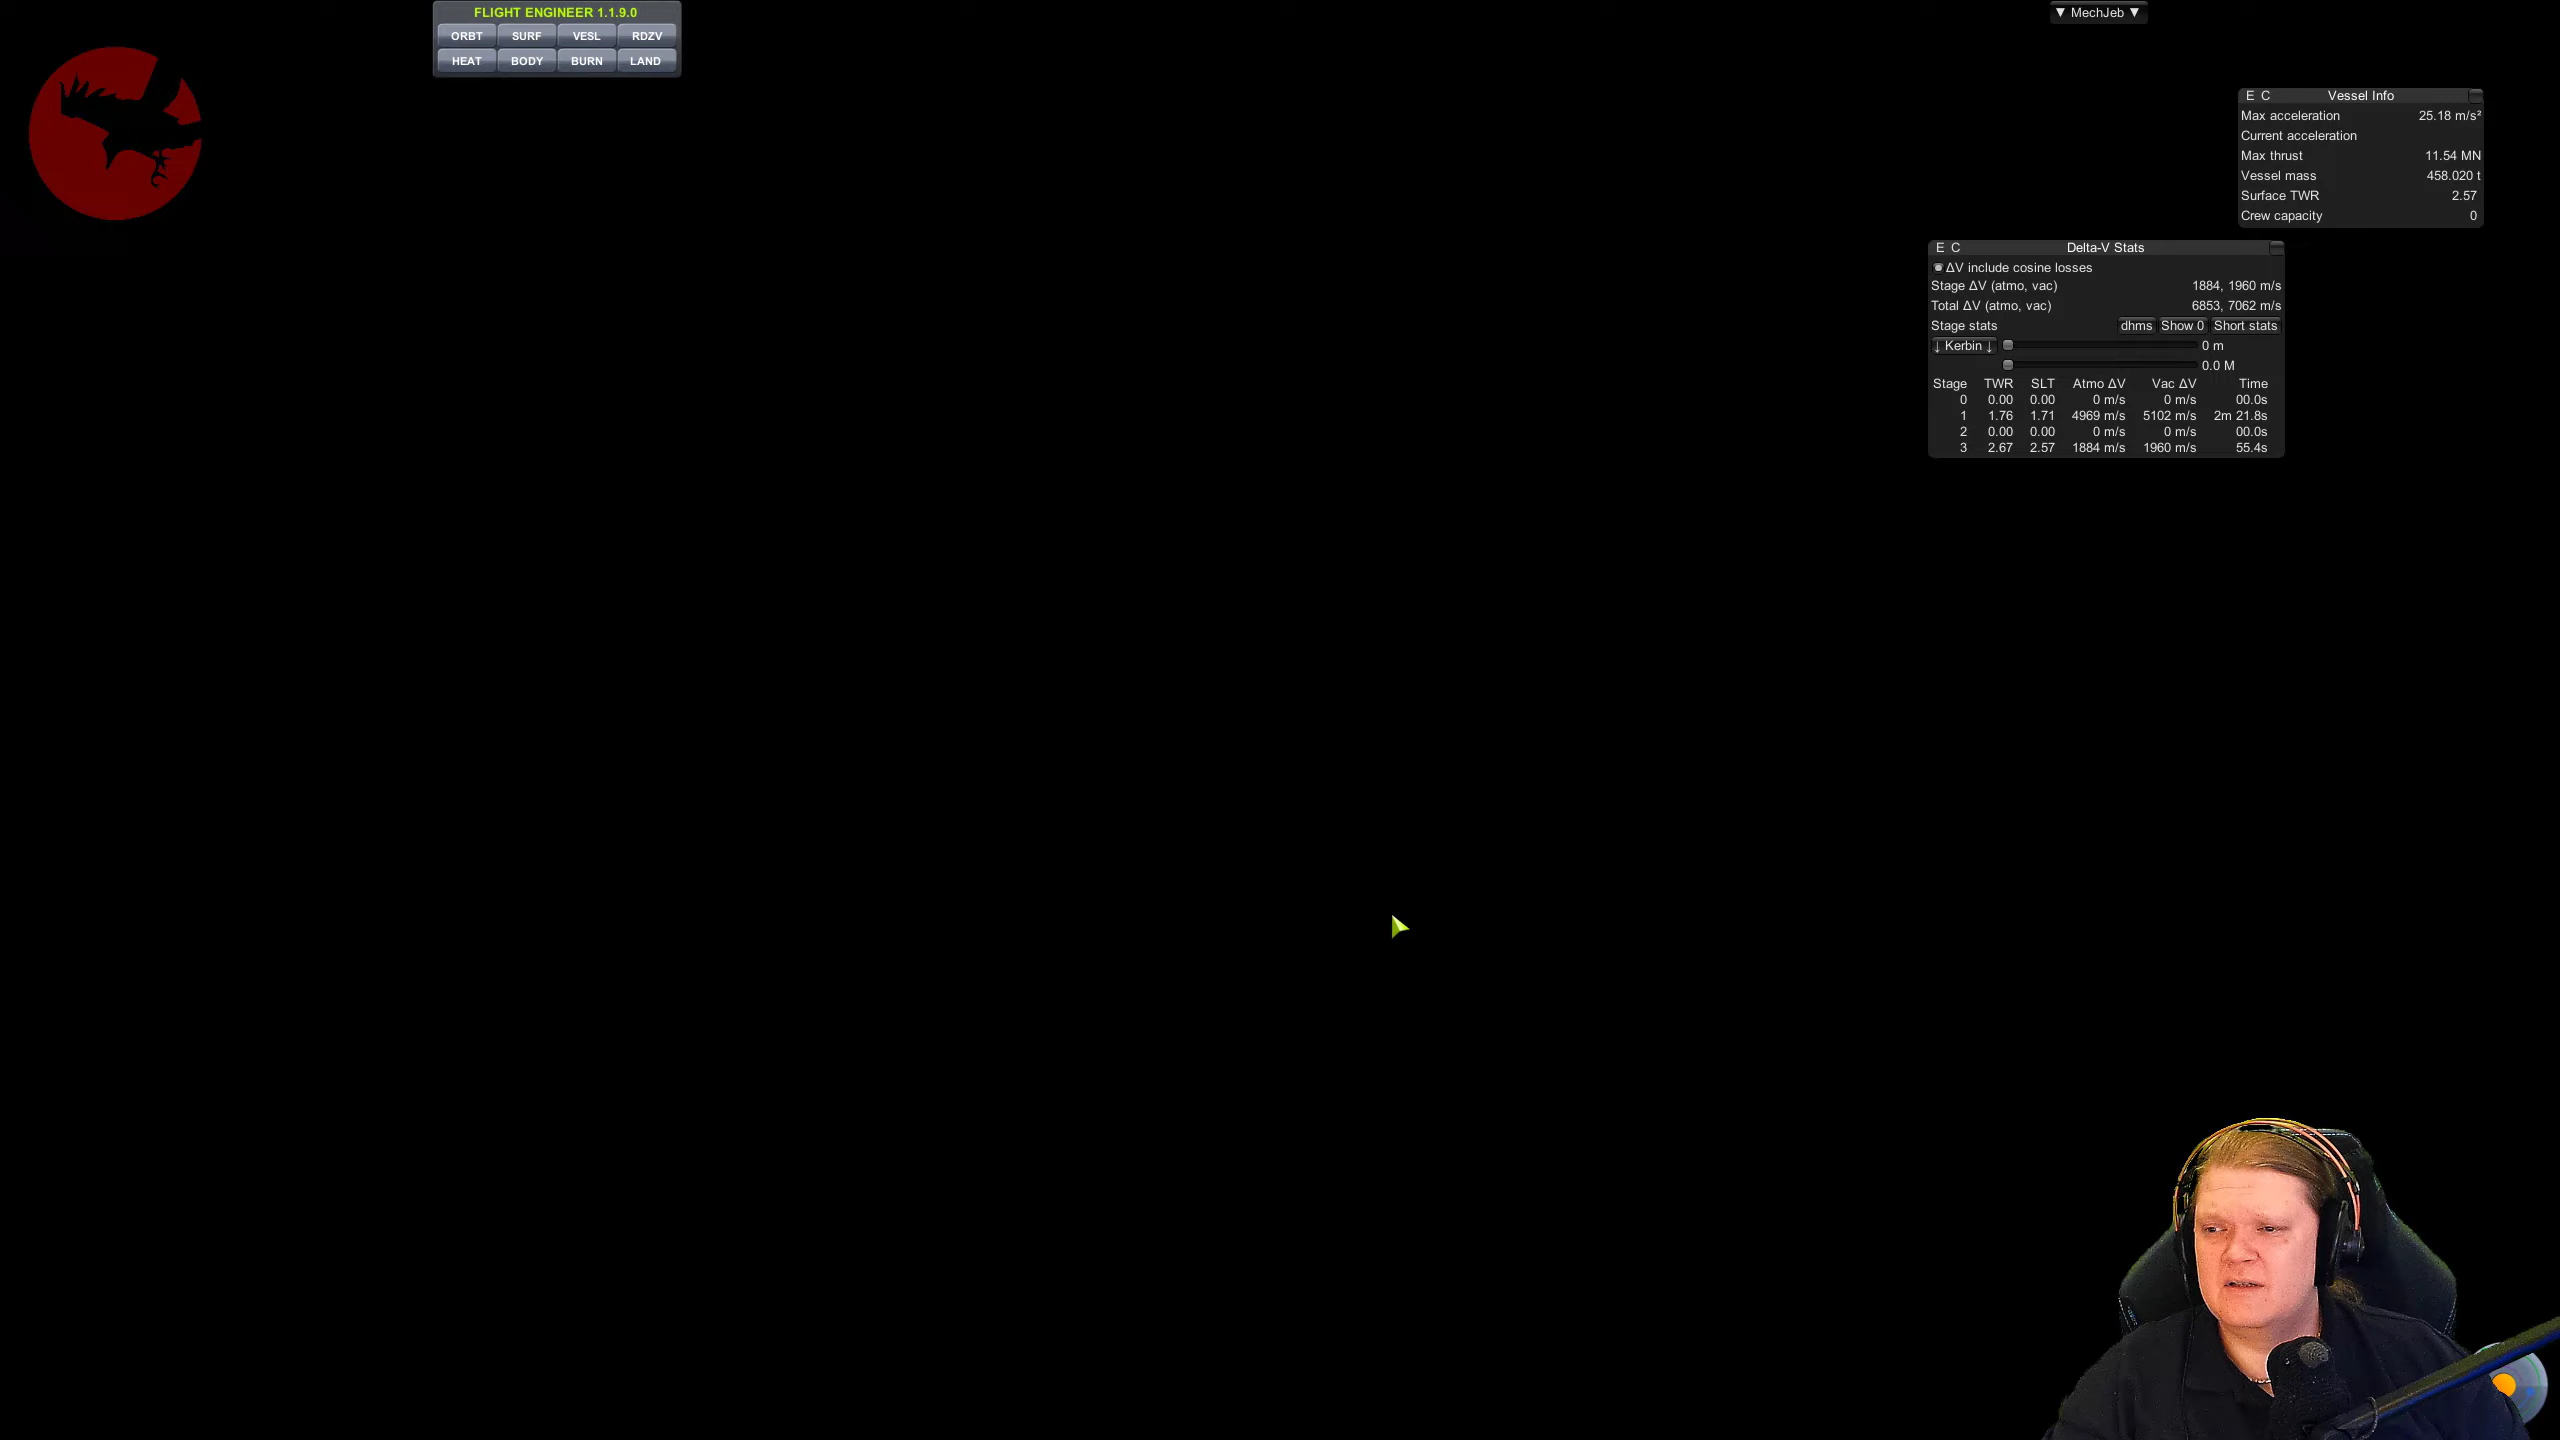 FLIGHT ENGINEER 1.1.9.0
ORBT SURF VESL RDZV
HEAT BODY BURN LAND
▼ MechJeb ▼
E C Vessel Info
Max acceleration 25.18 m/s²
Current acceleration
Max thrust 11.54 MN
Vessel mass 458.020 t
Surface TWR 2.57
Crew capacity 0
E C Delta-V Stats
ΔV include cosine losses
Stage ΔV (atmo, vac) 1884, 1960 m/s
Total ΔV (atmo, vac) 6853, 7062 m/s
Stage stats dhms Show 0 Short stats
↓ Kerbin ↓ 0 m
0.0 M
Stage TWR SLT Atmo ΔV Vac ΔV Time
0 0.00 0.00 0 m/s 0 m/s 00.0s
1 1.76 1.71 4969 m/s 5102 m/s 2m 21.8s
2 0.00 0.00 0 m/s 0 m/s 00.0s
3 2.67 2.57 1884 m/s 1960 m/s 55.4s